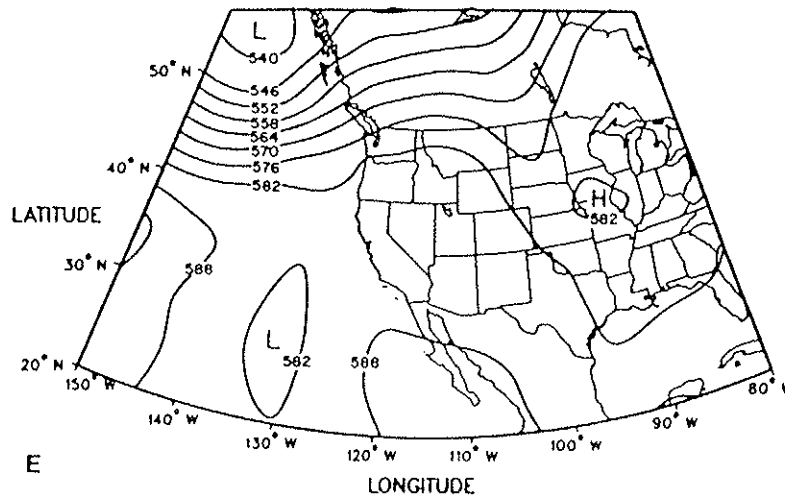 L
540
50° N
546
552
558
564
570
576
40° N
582
H
582
LATITUDE
30° N
588
L
582
588
20° N
150° W
140° W
130° W
120° W
110° W
100° W
90° W
80° W
E
LONGITUDE